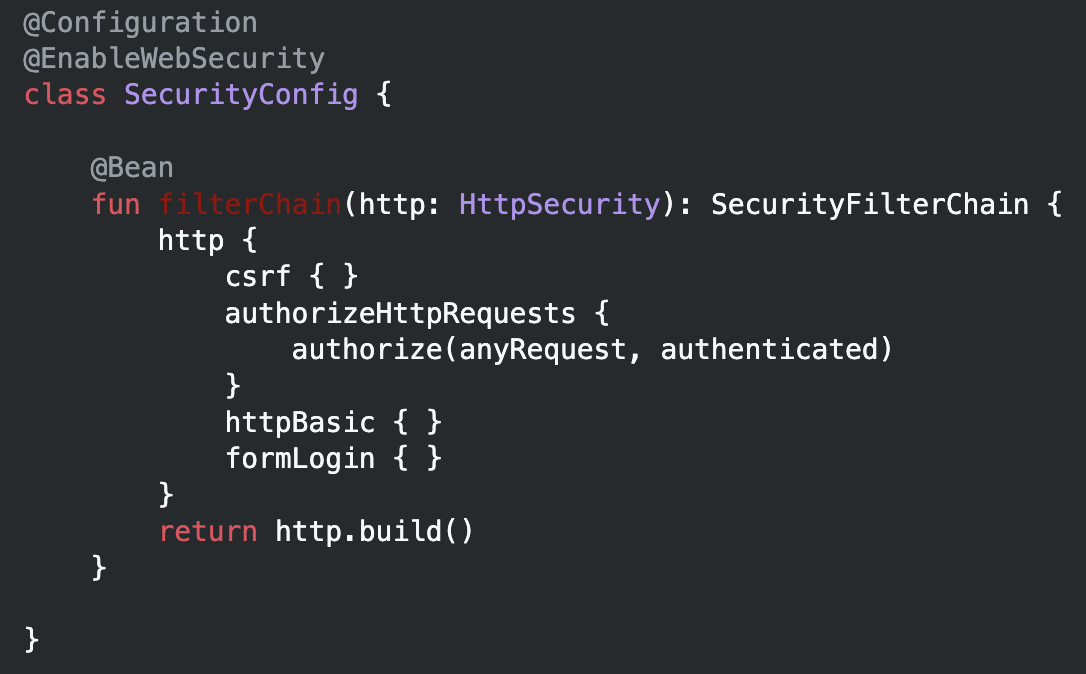 @Configuration
@EnableWebSecurity
class SecurityConfig {
    @Bean
    fun filterChain(http: HttpSecurity): SecurityFilterChain {
        http {
            csrf { }
            authorizeHttpRequests {
                authorize(anyRequest, authenticated)
            }
            httpBasic { }
            formLogin { }
        }
        return http.build()
    }
}